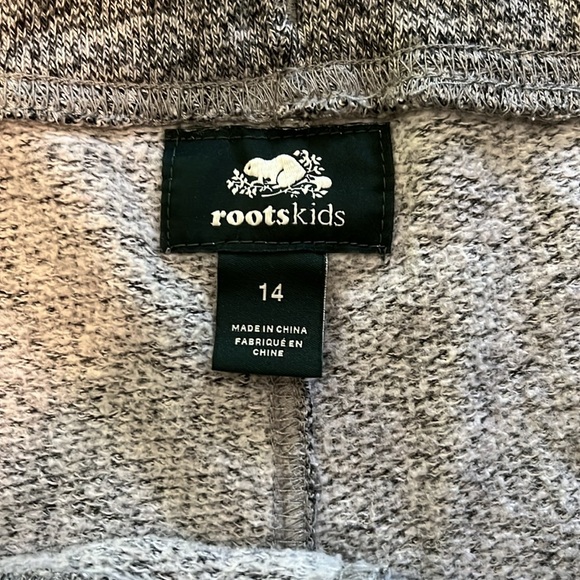 rootskids
14
MADE IN CHINA
FABRIQUÉ EN
CHINE